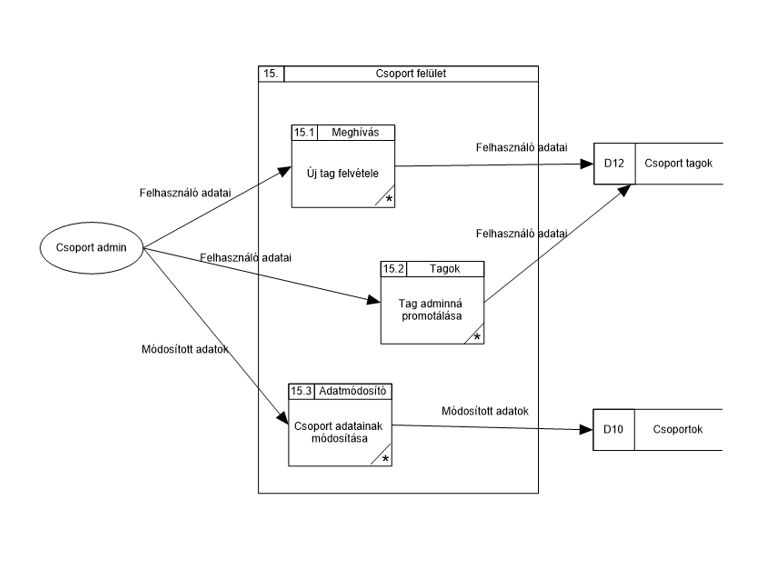 15. Csoport felület
15.1 Meghívás
Új tag felvétele
*
Felhasználó adatai
Felhasználó adatai
D12 Csoport tagok
Csoport admin
Felhasználó adatai
Felhasználó adatai
15.2 Tagok
Tag adminná
promotálása
*
Módosított adatok
15.3 Adatmódosító
Csoport adatainak
módosítása
*
Módosított adatok
D10 Csoportok